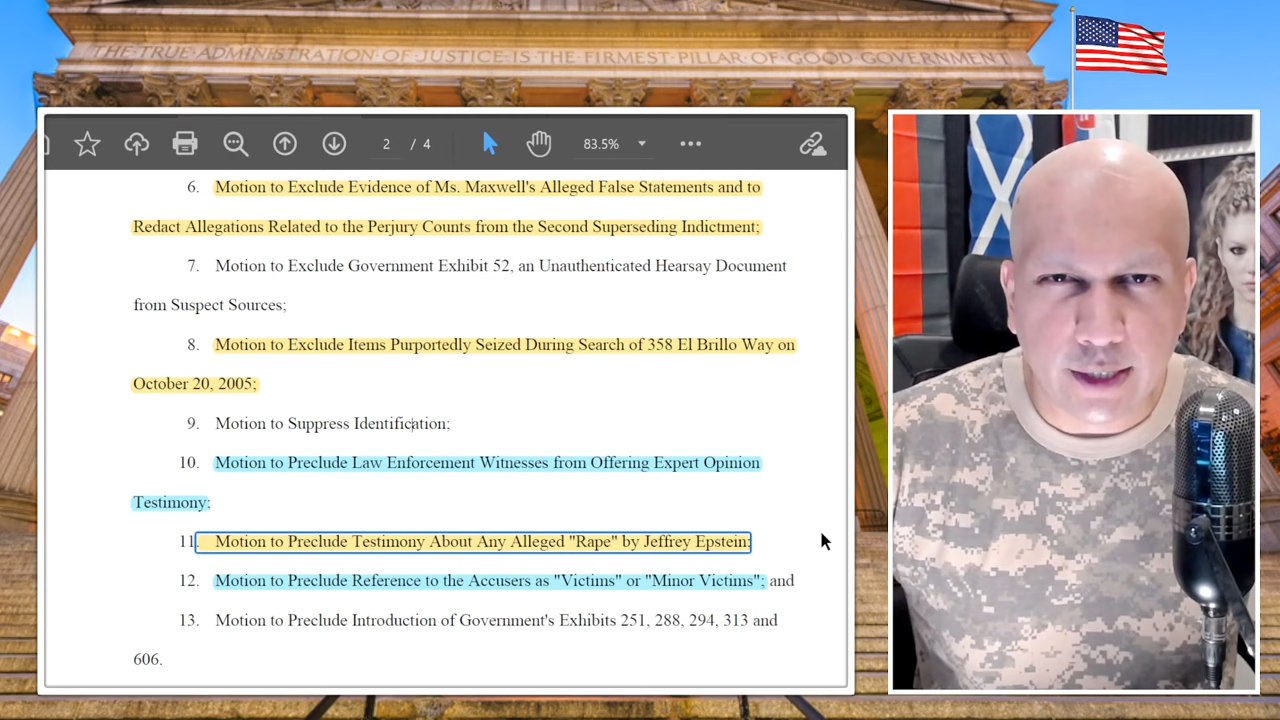 THE TRUE ADMINISTRATION OF JUSTICE IS THE FIRMEST PILLAR OF GOOD GOVERNMENT
2 / 4
83.5%
6. Motion to Exclude Evidence of Ms. Maxwell's Alleged False Statements and to
Redact Allegations Related to the Perjury Counts from the Second Superseding Indictment;
7. Motion to Exclude Government Exhibit 52, an Unauthenticated Hearsay Document
from Suspect Sources;
8. Motion to Exclude Items Purportedly Seized During Search of 358 El Brillo Way on
October 20, 2005;
9. Motion to Suppress Identification;
10. Motion to Preclude Law Enforcement Witnesses from Offering Expert Opinion
Testimony;
11. Motion to Preclude Testimony About Any Alleged "Rape" by Jeffrey Epstein;
12. Motion to Preclude Reference to the Accusers as "Victims" or "Minor Victims"; and
13. Motion to Preclude Introduction of Government's Exhibits 251, 288, 294, 313 and
606.